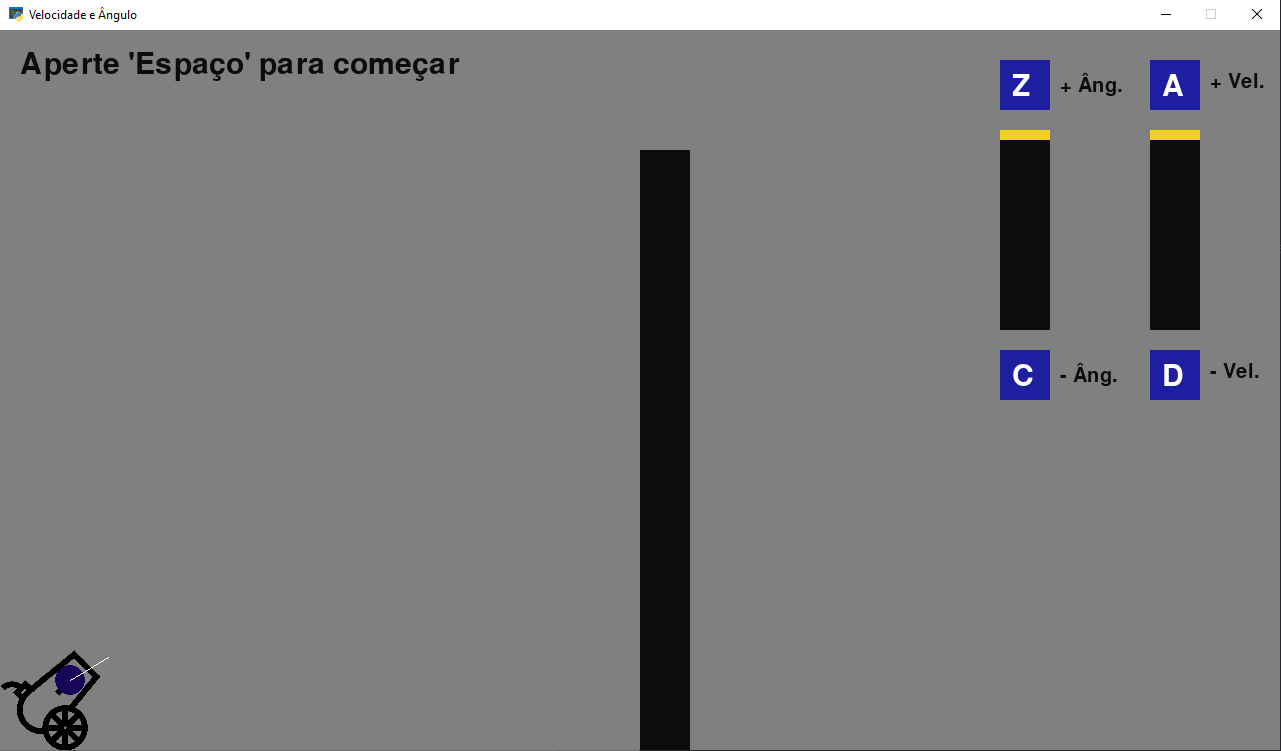 Velocidade e Ângulo
Aperte 'Espaço' para começar
Z + Âng. A + Vel.
C - Âng. D - Vel.